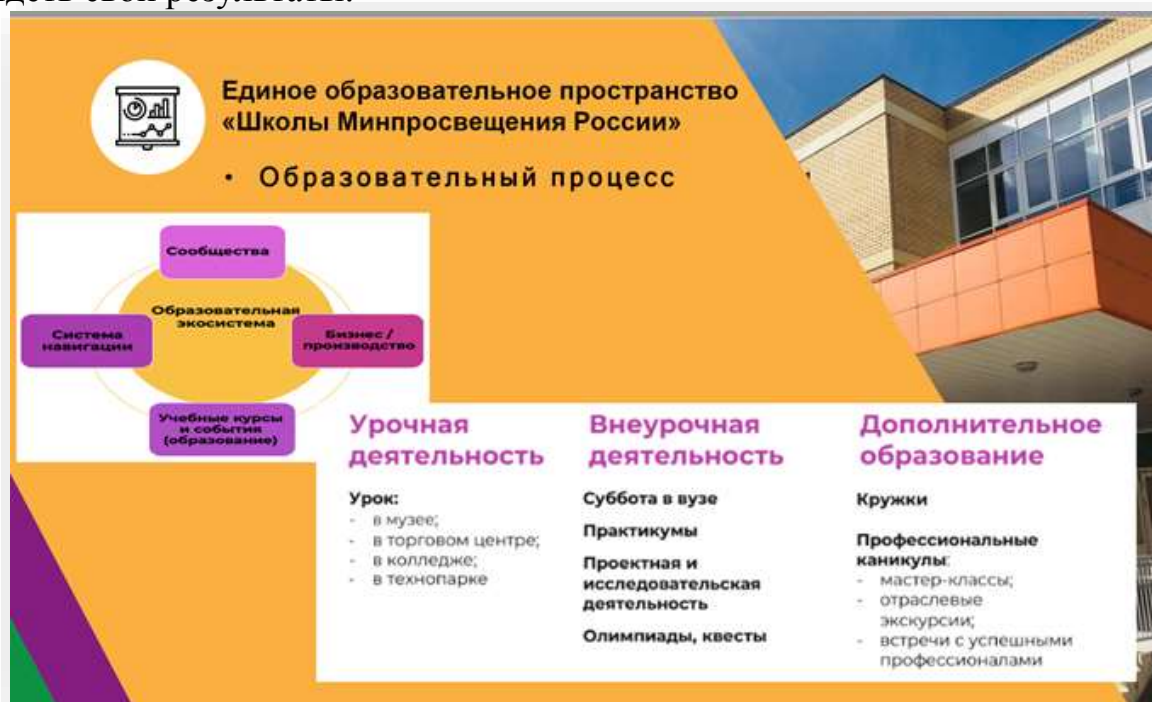 свои результаты.
Единое образовательное пространство
«Школы Минпросвещения России»
• Образовательный процесс
Сообщества
Образовательная
экосистема
Система
навигации
Бизнес /
производство
Учебные курсы
и события
(образование)
Урочная
деятельность
Урок:
- в музее;
- в торговом центре;
- в колледже;
- в технопарке
Внеурочная
деятельность
Суббота в вузе
Практикумы
Проектная и
исследовательская
деятельность
Олимпиады, квесты
Дополнительное
образование
Кружки
Профессиональные
каникулы:
- мастер-классы;
- отраслевые
экскурсии;
- встречи с успешными
профессионалами